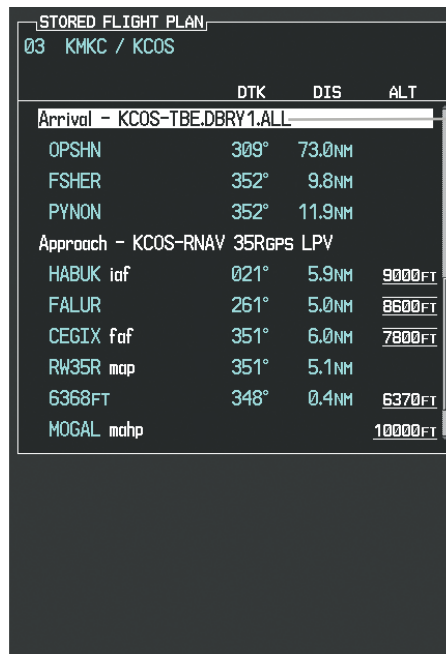 STORED FLIGHT PLAN
03 KMKC / KCOS
DTK DIS ALT
Arrival - KCOS-TBE.DBRY1.ALL
OPSHN 309° 73.0NM
FSHER 352° 9.8NM
PYNON 352° 11.9NM
Approach - KCOS-RNAV 35RGPS LPV
HABUK iaf 021° 5.9NM 9000FT
FALUR 261° 5.0NM 8600FT
CEGIX faf 351° 6.0NM 7800FT
RW35R map 351° 5.1NM
6368FT 348° 0.4NM 6370FT
MOGAL mahp 10000FT